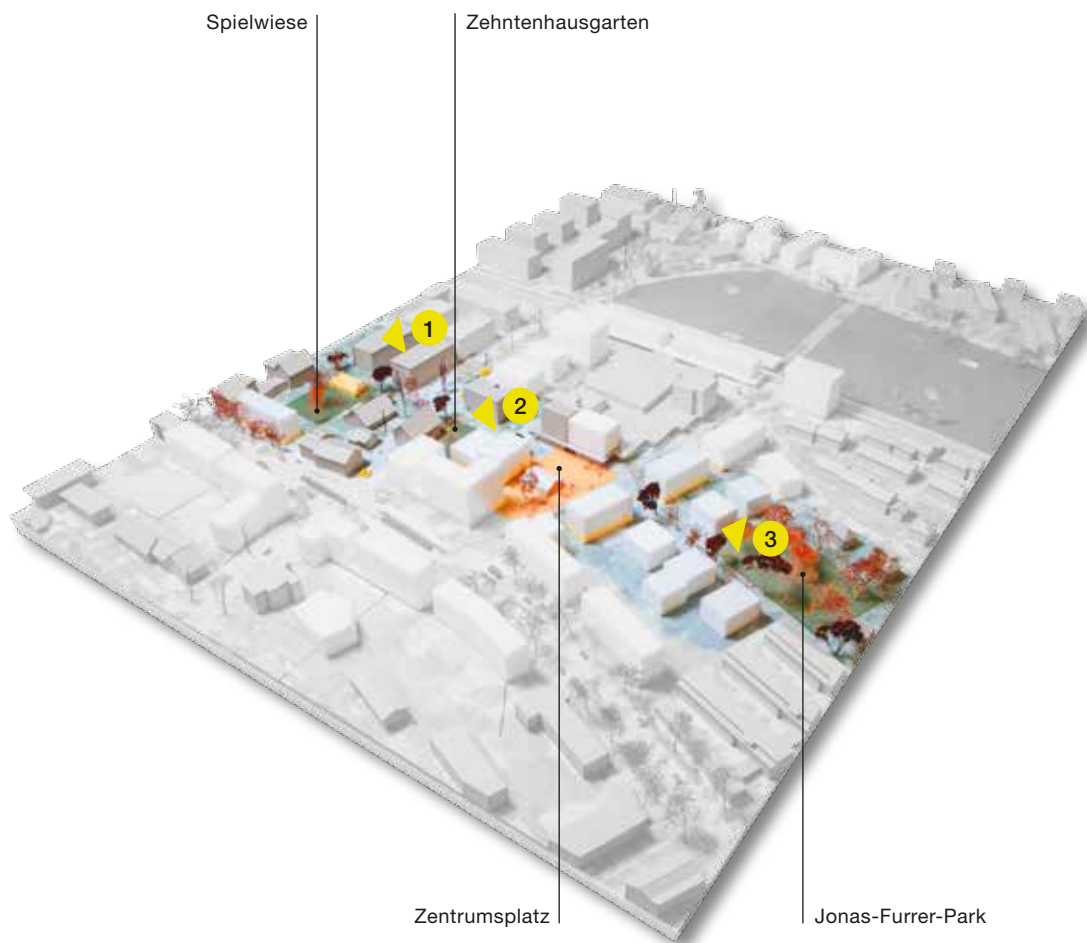 Spielwiese
Zehntenhausgarten
1
2
3
Zentrumsplatz
Jonas-Furrer-Park